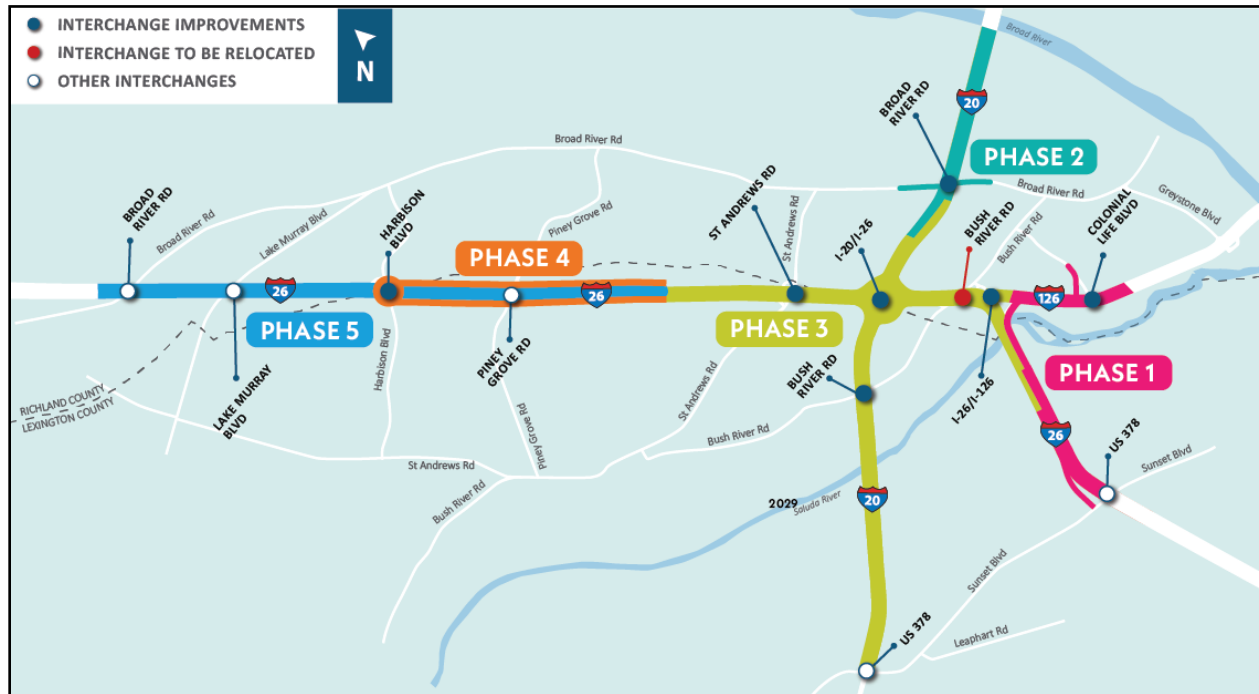 INTERCHANGE IMPROVEMENTS
INTERCHANGE TO BE RELOCATED
OTHER INTERCHANGES
N
Broad River
20
BROAD
RIVER RD
PHASE 2
Broad River Rd
Broad River Rd
Greystone Blvd
BROAD
RIVER RD
Broad River Rd
Lake Murray Blvd
HARBISON
BLVD
Piney Grove Rd
ST ANDREWS RD
St Andrews Rd
I-20/I-26
BUSH
RIVER RD
Bush River Rd
COLONIAL
LIFE BLVD
PHASE 4
26
26
126
PHASE 5
PHASE 3
PHASE 1
RICHLAND COUNTY
LEXINGTON COUNTY
LAKE MURRAY
BLVD
Harbison Blvd
PINEY
GROVE RD
Piney Grove Rd
St Andrews Rd
BUSH
RIVER RD
I-26/I-126
26
US 378
Sunset Blvd
Bush River Rd
St Andrews Rd
Bush River Rd
2029
Saluda River
20
Sunset Blvd
US 378
Leaphart Rd